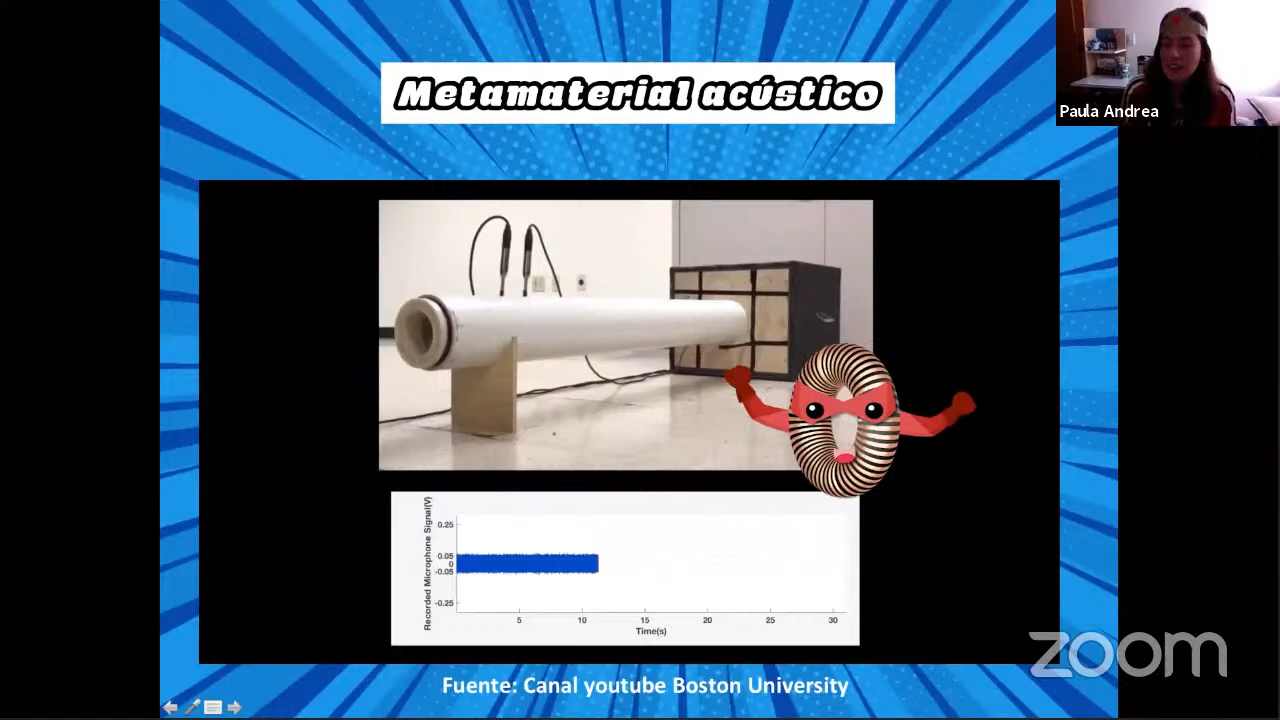 Metamaterial acústico
Paula Andrea
Recorded Microphone Signal(V)
0.25
0.05
0
-0.05
-0.25
5 10 15 20 25 30
Time(s)
zoom
Fuente: Canal youtube Boston University